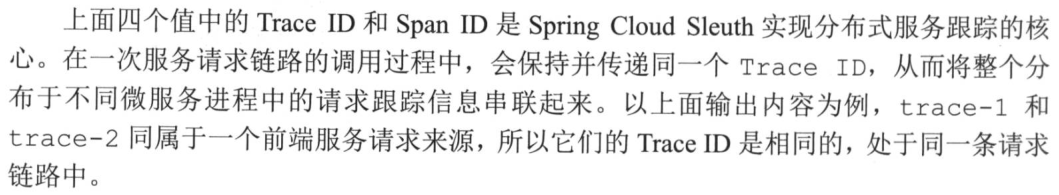 上面四个值中的 Trace ID 和 Span ID 是 Spring Cloud Sleuth 实现分布式服务跟踪的核
心。在一次服务请求链路的调用过程中，会保持并传递同一个 Trace ID，从而将整个分
布于不同微服务进程中的请求跟踪信息串联起来。以上面输出内容为例，trace-1 和
trace-2 同属于一个前端服务请求来源，所以它们的 Trace ID 是相同的，处于同一条请求
链路中。